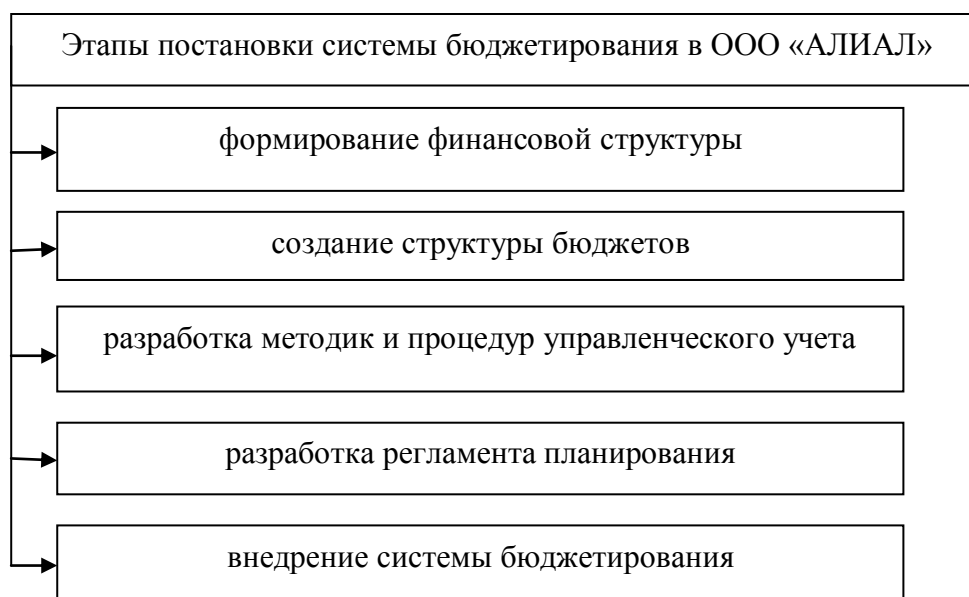 Этапы постановки системы бюджетирования в ООО «АЛИАЛ»
формирование финансовой структуры
создание структуры бюджетов
разработка методик и процедур управленческого учета
разработка регламента планирования
внедрение системы бюджетирования